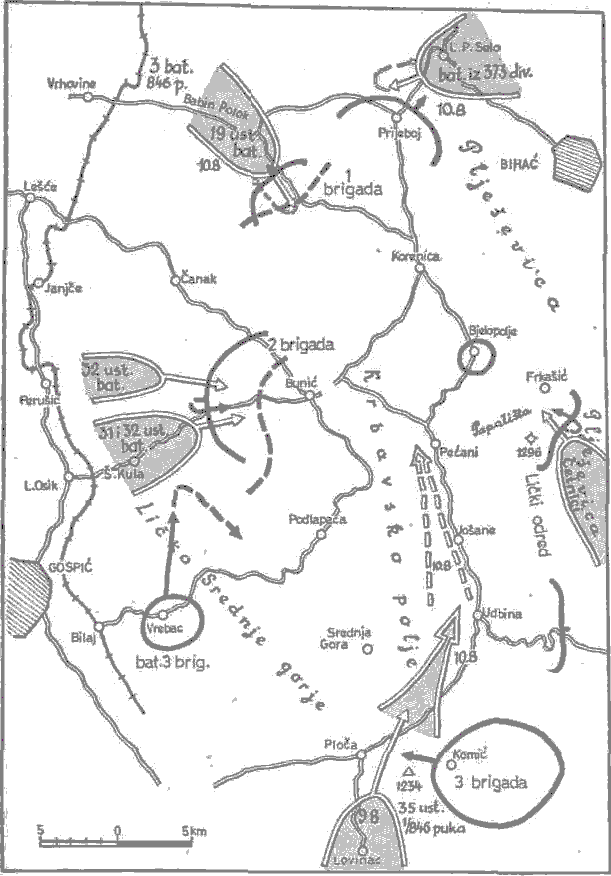 3 bat.
846 p.
Vrhovine
Babin Potok
19 ust.
bat.
10.8
L.P. Selo
bat. iz 373 div.
10.8
Prijeboj
BIHAĆ
Plješevica
1
brigada
Lešće
Korenica
Janjče
Čanak
2 brigada
Bjelopolje
32 ust.
bat.
Bunić
Frkašić
Perušić
31 i 32 ust.
bat.
Š. Kula
Krbavsko polje
Pećani
1296
Lički odred
L. Osik
Ličko Srednje gorje
Podlapača
Jošane
10.8
GOSPIĆ
Vrebac
Bilaj
bat. 3 brig.
Srednja
Gora
Udbina
10.8
Ploča
Komić
1234
3 brigada
35 ust.
1/846 puka
9 8
Lovinac
5 0 5 km